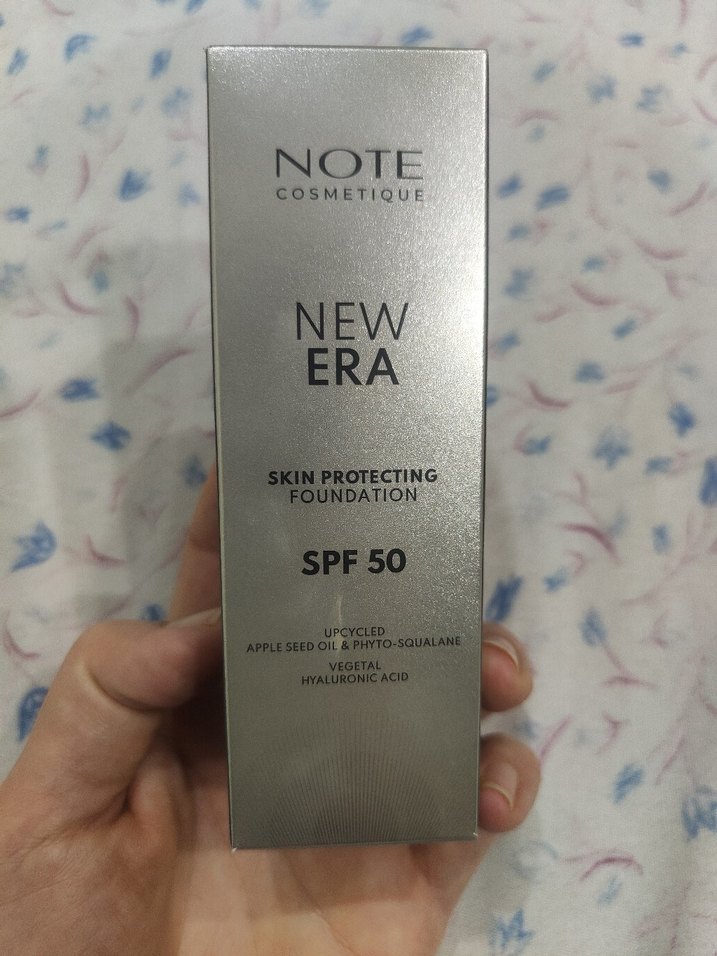 NOTE
COSMETIQUE
NEW
ERA
SKIN PROTECTING
FOUNDATION
SPF 50
UPCYCLED
APPLE SEED OIL & PHYTO-SQUALANE
VEGETAL
HYALURONIC ACID